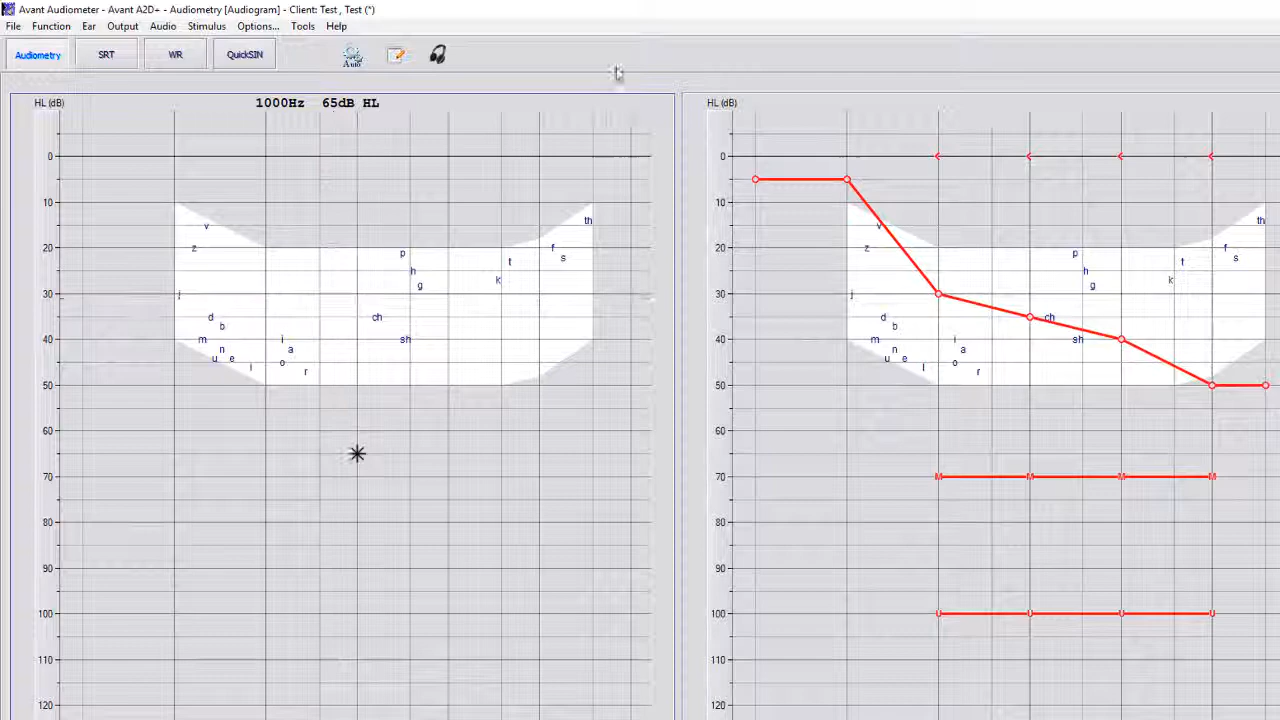 Avant Audiometer - Avant A2D+ - Audiometry [Audiogram] - Client: Test , Test (*)
File Function Ear Output Audio Stimulus Options... Tools Help
Audiometry SRT WR QuickSIN Auto
HL (dB) 1000Hz 65dB HL
0
10
20
30
40
50
60
70
80
90
100
110
120
v
z
j
d
b
m
n
u
e
l
i
a
o
r
p
h
g
ch
sh
k
t
f
s
th
HL (dB)
0
10
20
30
40
50
60
70
80
90
100
110
120
v
z
j
d
b
m
n
u
e
l
i
a
o
r
p
h
g
ch
sh
k
t
f
s
th
M M M M
U U U U